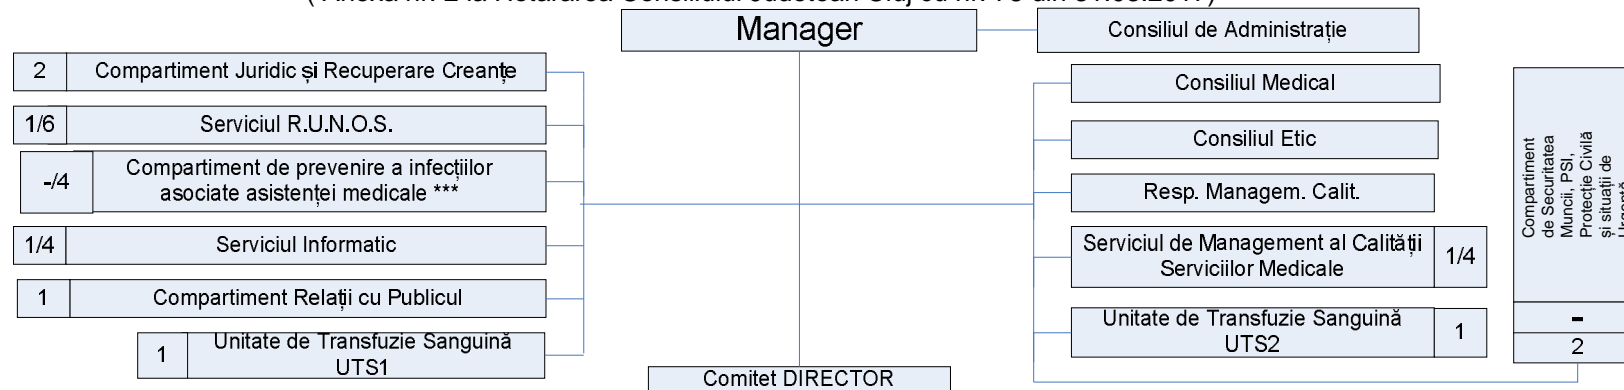 Manager
Consiliul de Administrație
2 Compartiment Juridic și Recuperare Creanțe
Consiliul Medical
1/6 Serviciul R.U.N.O.S.
Consiliul Etic
-/4 Compartiment de prevenire a infecțiilor
asociate asistenței medicale ***
Resp. Managem. Calit.
1/4 Serviciul Informatic
Serviciul de Management al Calității
Serviciilor Medicale
1/4
1 Compartiment Relații cu Publicul
Unitate de Transfuzie Sanguină
UTS2
1
1 Unitate de Transfuzie Sanguină
UTS1
Comitet DIRECTOR
Compartiment
de Securitatea
Muncii, PSI,
Protecție Civilă
și situații de
-
2